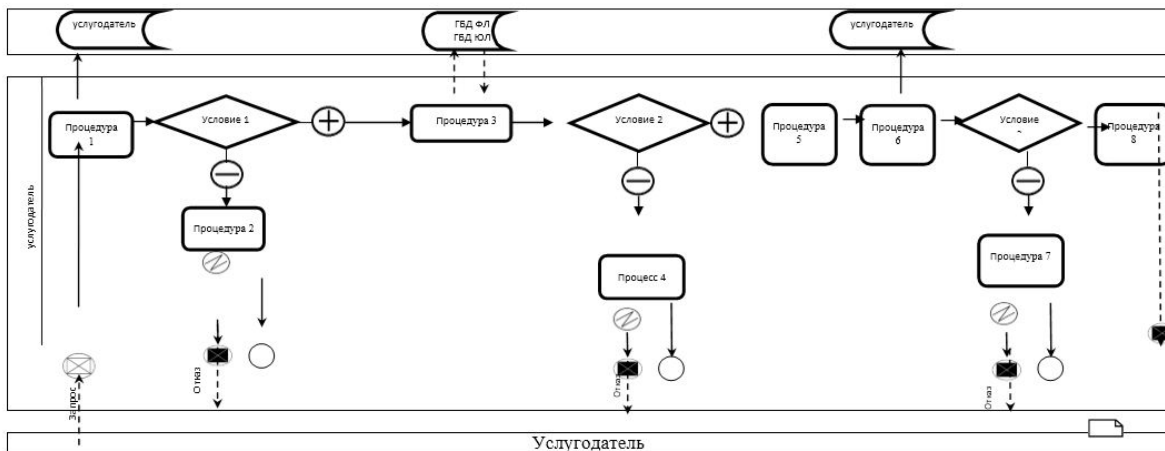 услугодатель
ГБД ФЛ
ГБД ЮЛ
услугодатель
услугодатель
Процедура
1
Условие 1
Процедура 3
Условие 2
Процедура
5
Процедура
6
Условие
Процедура
8
Процедура 2
Процесс 4
Процедура 7
Запрос
Отказ
Отказ
Отказ
Услугодатель